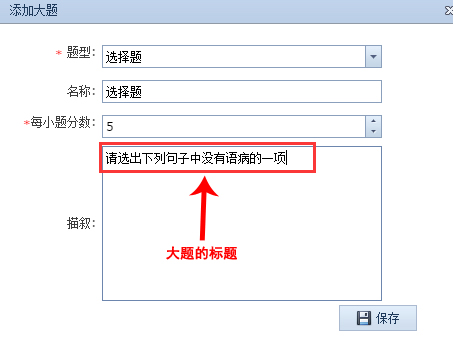 添加大题
* 题型: 选择题
名称: 选择题
*每小题分数: 5
请选出下列句子中没有语病的一项
描叙:
大题的标题
保存